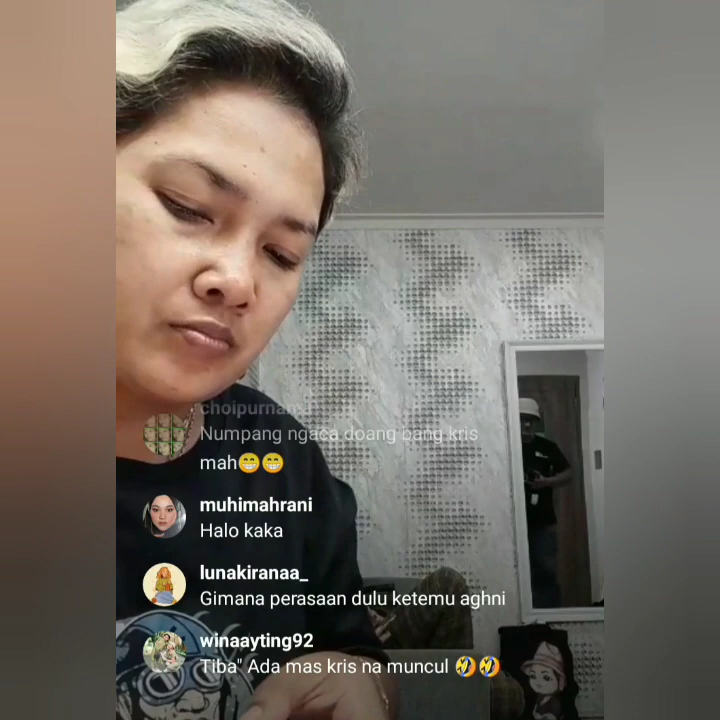 choipurnam
Numpang ngaca doang bang kris
mah😁😁
muhimahrani
Halo kaka
lunakiranaa_
Gimana perasaan dulu ketemu aghni
winaayting92
Tiba" Ada mas kris na muncul 🤣🤣